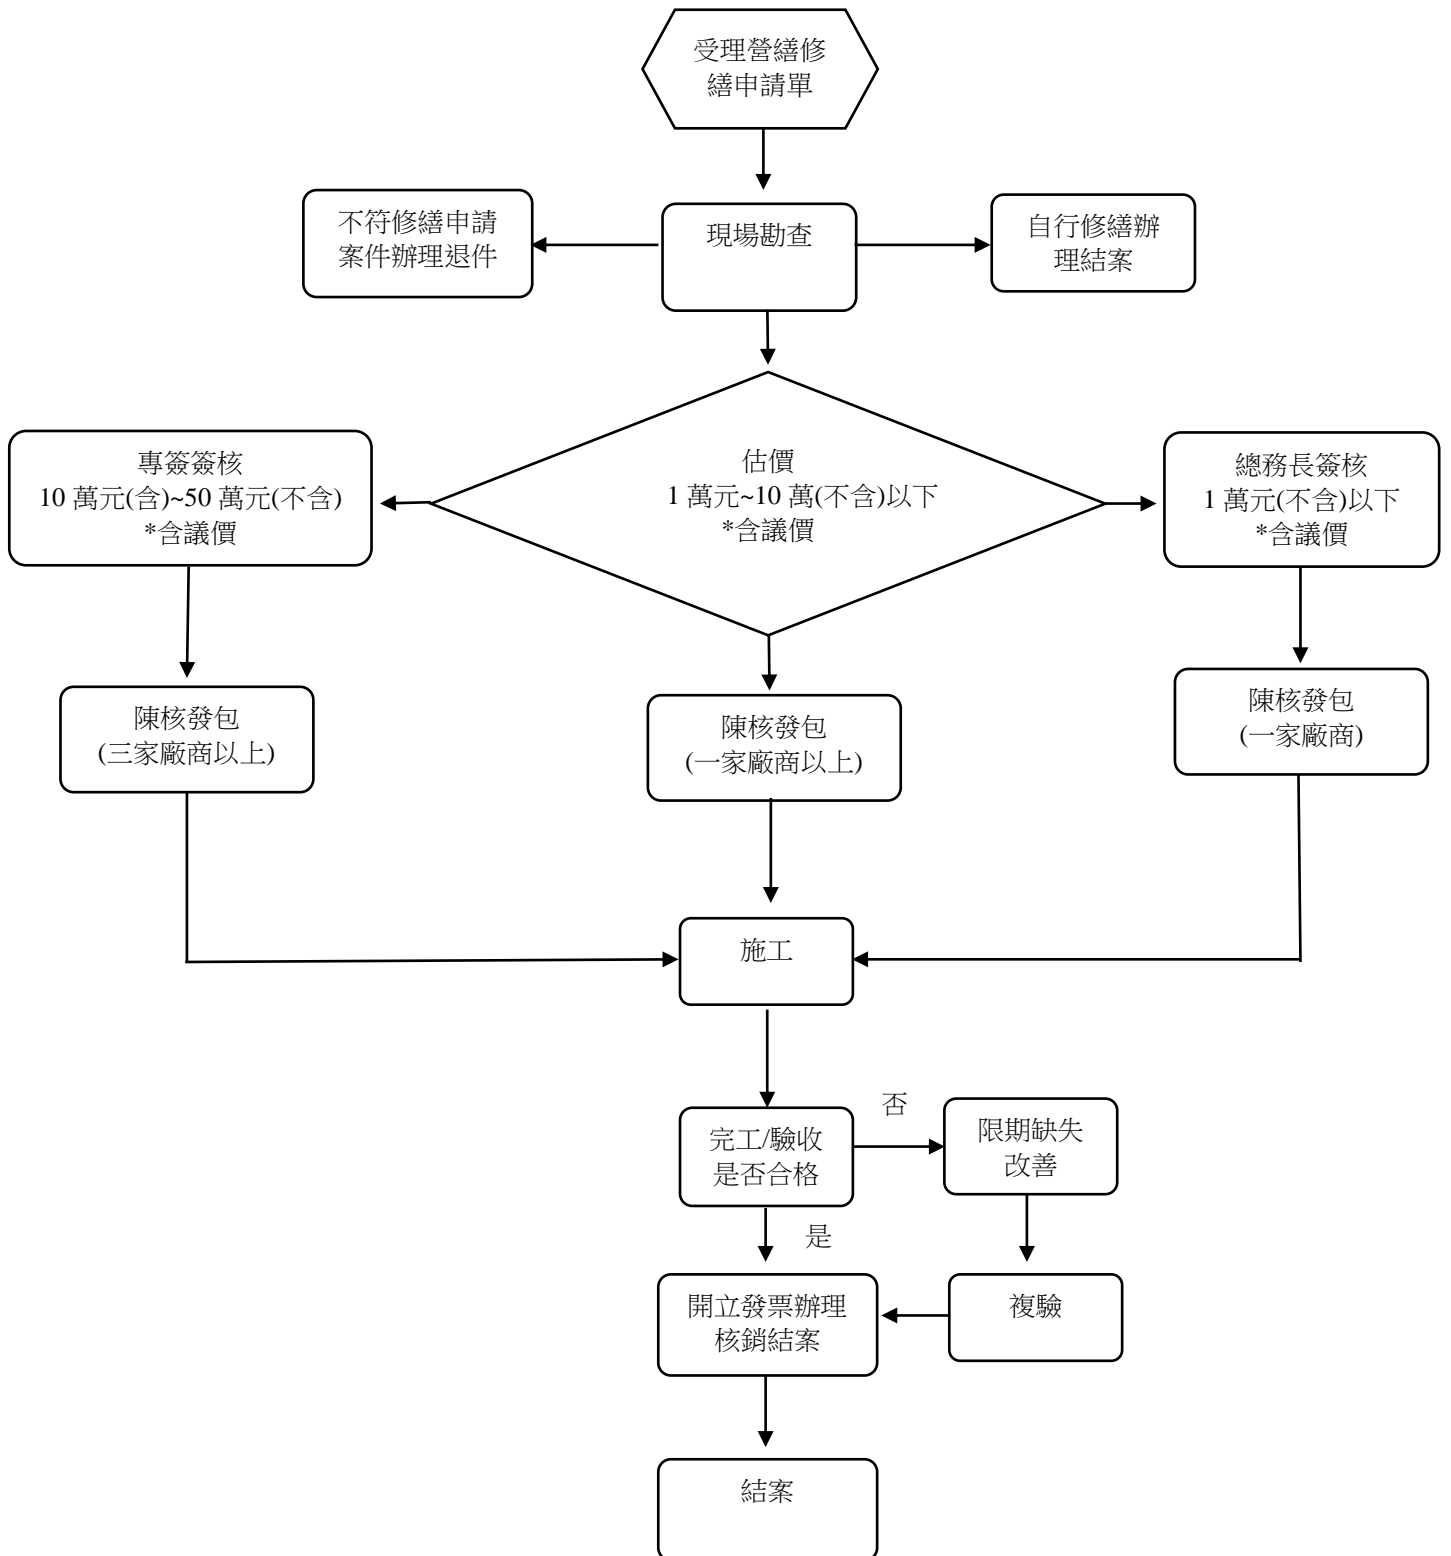 受理營繕修
繕申請單
不符修繕申請
案件辦理退件
現場勘查
自行修繕辦
理結案
專簽簽核
10 萬元(含)~50 萬元(不含)
*含議價
估價
1 萬元~10 萬(不含)以下
*含議價
總務長簽核
1 萬元(不含)以下
*含議價
陳核發包
(三家廠商以上)
陳核發包
(一家廠商以上)
陳核發包
(一家廠商)
施工
完工/驗收
是否合格
否
限期缺失
改善
是
開立發票辦理
核銷結案
複驗
結案